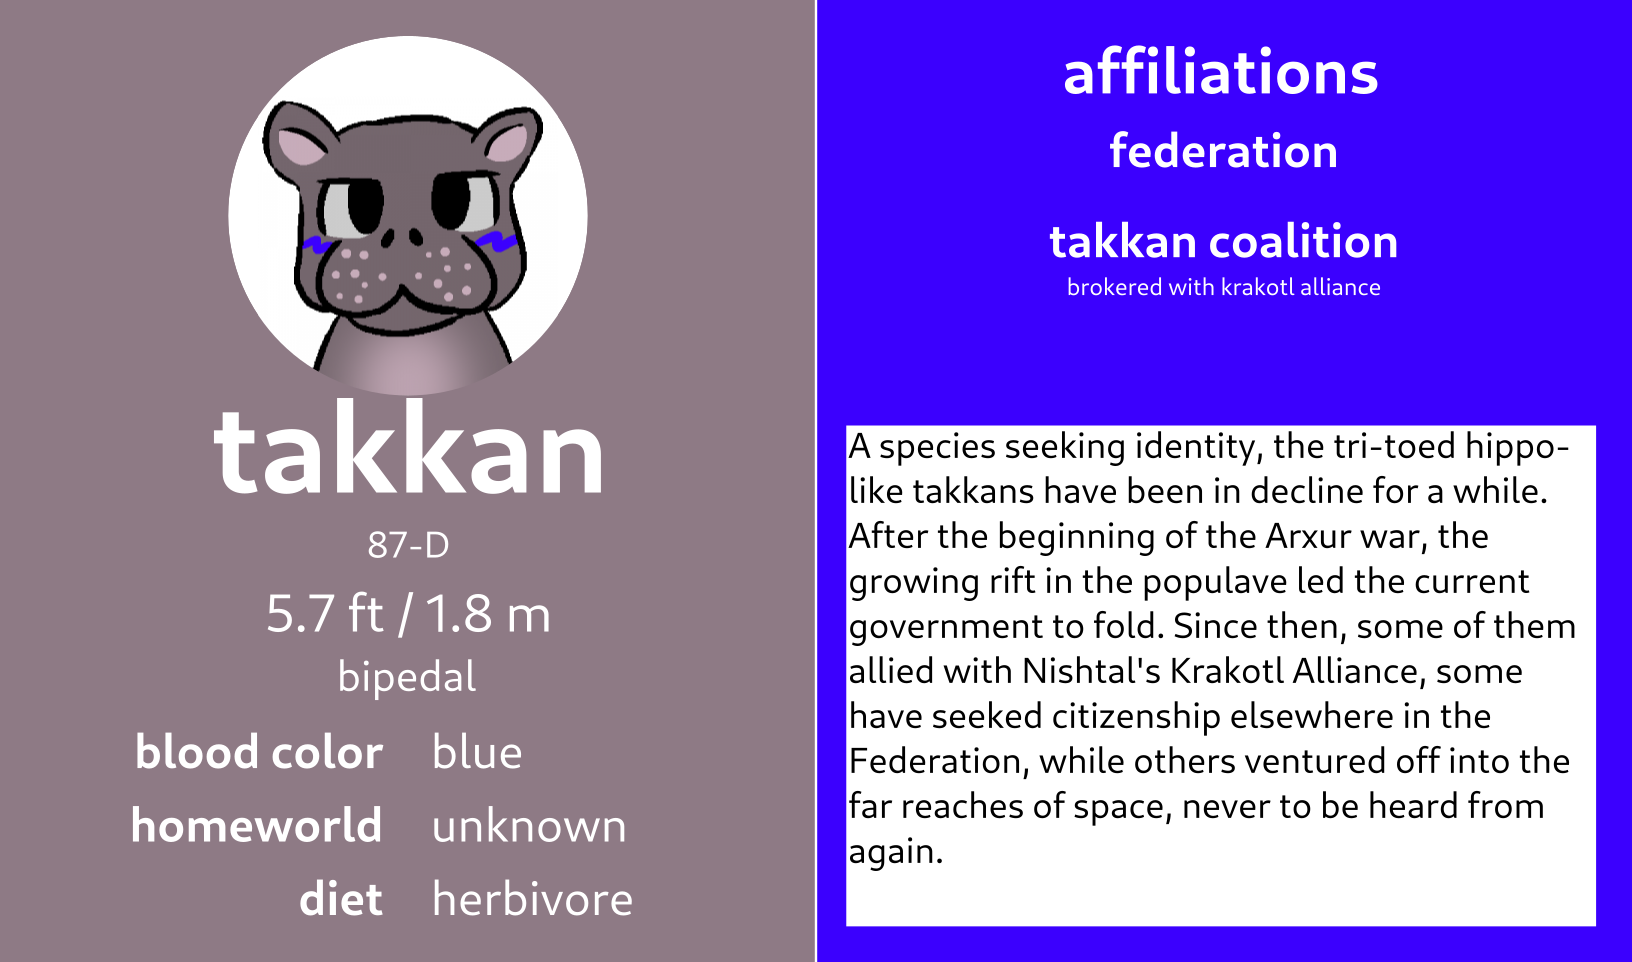 takkan
87-D
5.7 ft / 1.8 m
bipedal
blood color blue
homeworld unknown
diet herbivore
affiliations
federation
takkan coalition
brokered with krakotl alliance
A species seeking identity, the tri-toed hippo-
like takkans have been in decline for a while.
After the beginning of the Arxur war, the
growing rift in the populave led the current
government to fold. Since then, some of them
allied with Nishtal's Krakotl Alliance, some
have seeked citizenship elsewhere in the
Federation, while others ventured off into the
far reaches of space, never to be heard from
again.